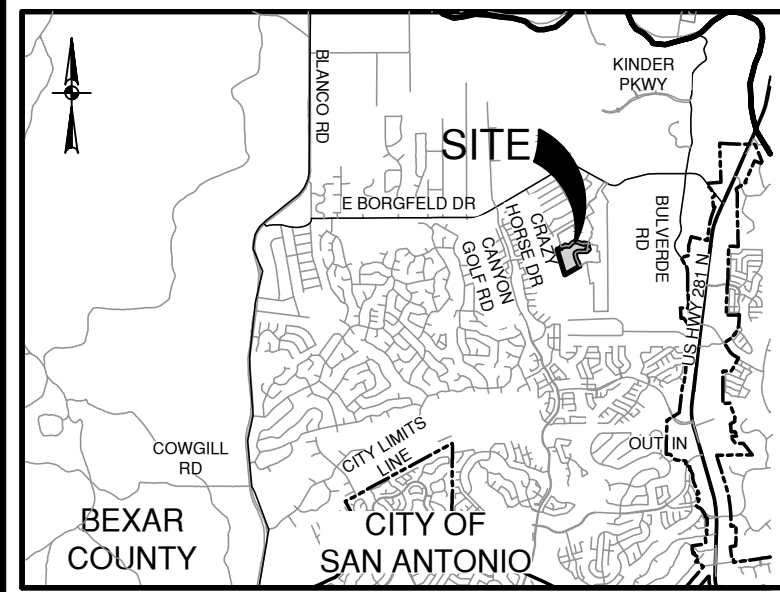 BLANCO RD
KINDER
PKWY
SITE
E BORGFELD DR
CRAZY
HORSE DR
CANYON
GOLF RD
BULVERDE
RD
US HWY 281 N
COWGILL
RD
CITY LIMITS
LINE
OUT IN
BEXAR
COUNTY
CITY OF
SAN ANTONIO